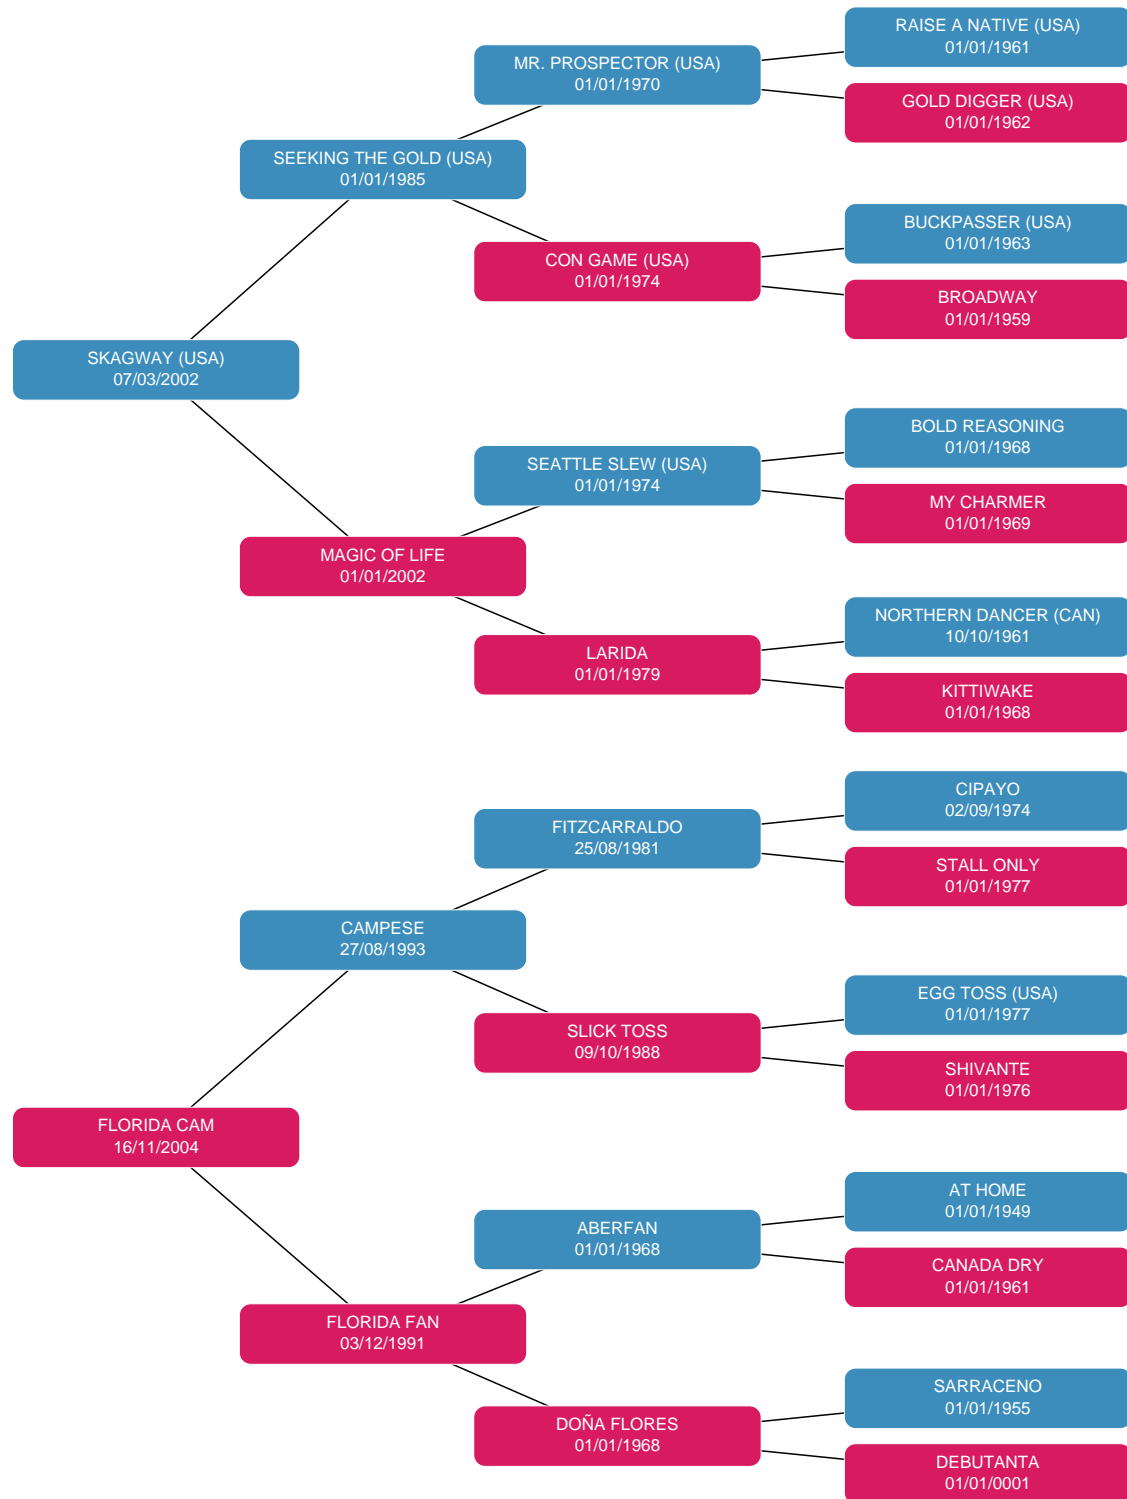 RAISE A NATIVE (USA)
01/01/1961
MR. PROSPECTOR (USA)
01/01/1970
GOLD DIGGER (USA)
01/01/1962
SEEKING THE GOLD (USA)
01/01/1985
BUCKPASSER (USA)
01/01/1963
CON GAME (USA)
01/01/1974
BROADWAY
01/01/1959
SKAGWAY (USA)
07/03/2002
BOLD REASONING
01/01/1968
SEATTLE SLEW (USA)
01/01/1974
MY CHARMER
01/01/1969
MAGIC OF LIFE
01/01/2002
NORTHERN DANCER (CAN)
10/10/1961
LARIDA
01/01/1979
KITTIWAKE
01/01/1968
CIPAYO
02/09/1974
FITZCARRALDO
25/08/1981
STALL ONLY
01/01/1977
CAMPESE
27/08/1993
EGG TOSS (USA)
01/01/1977
SLICK TOSS
09/10/1988
SHIVANTE
01/01/1976
FLORIDA CAM
16/11/2004
AT HOME
01/01/1949
ABERFAN
01/01/1968
CANADA DRY
01/01/1961
FLORIDA FAN
03/12/1991
SARRACENO
01/01/1955
DOÑA FLORES
01/01/1968
DEBUTANTA
01/01/0001